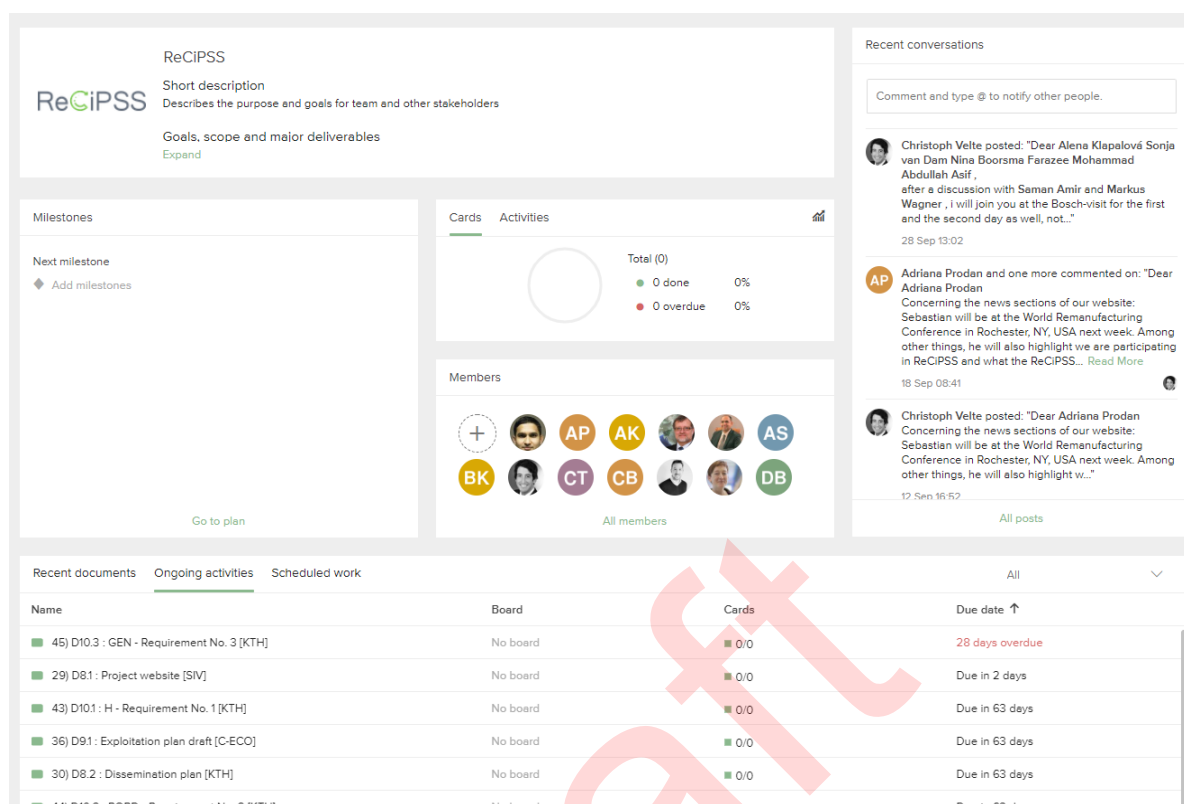 ReCiPSS
ReCiPSS
Short description
Describes the purpose and goals for team and other stakeholders
Goals, scope and major deliverables
Expand
Milestones
Next milestone
Add milestones
Go to plan
Cards Activities
Total (0)
0 done 0%
0 overdue 0%
Members
AP AK AS
BK CT CB DB
All members
Recent conversations
Comment and type @ to notify other people.
Christoph Velte posted: "Dear Alena Klapalová Sonja
van Dam Nina Boorsma Farazee Mohammad
Abdullah Asif ,
after a discussion with Saman Amir and Markus
Wagner , i will join you at the Bosch-visit for the first
and the second day as well, not..."
28 Sep 13:02
AP
Adriana Prodan and one more commented on: "Dear
Adriana Prodan
Concerning the news sections of our website:
Sebastian will be at the World Remanufacturing
Conference in Rochester, NY, USA next week. Among
other things, he will also highlight we are participating
in ReCiPSS and what the ReCiPSS... Read More
18 Sep 08:41
Christoph Velte posted: "Dear Adriana Prodan
Concerning the news sections of our website:
Sebastian will be at the World Remanufacturing
Conference in Rochester, NY, USA next week. Among
other things, he will also highlight w..."
12 Sep 16:52
All posts
Recent documents Ongoing activities Scheduled work All
Name Board Cards Due date
45) D10.3 : GEN - Requirement No. 3 [KTH] No board 0/0 28 days overdue
29) D8.1 : Project website [SIV] No board 0/0 Due in 2 days
43) D10.1 : H - Requirement No. 1 [KTH] No board 0/0 Due in 63 days
36) D9.1 : Exploitation plan draft [C-ECO] No board 0/0 Due in 63 days
30) D8.2 : Dissemination plan [KTH] No board 0/0 Due in 63 days